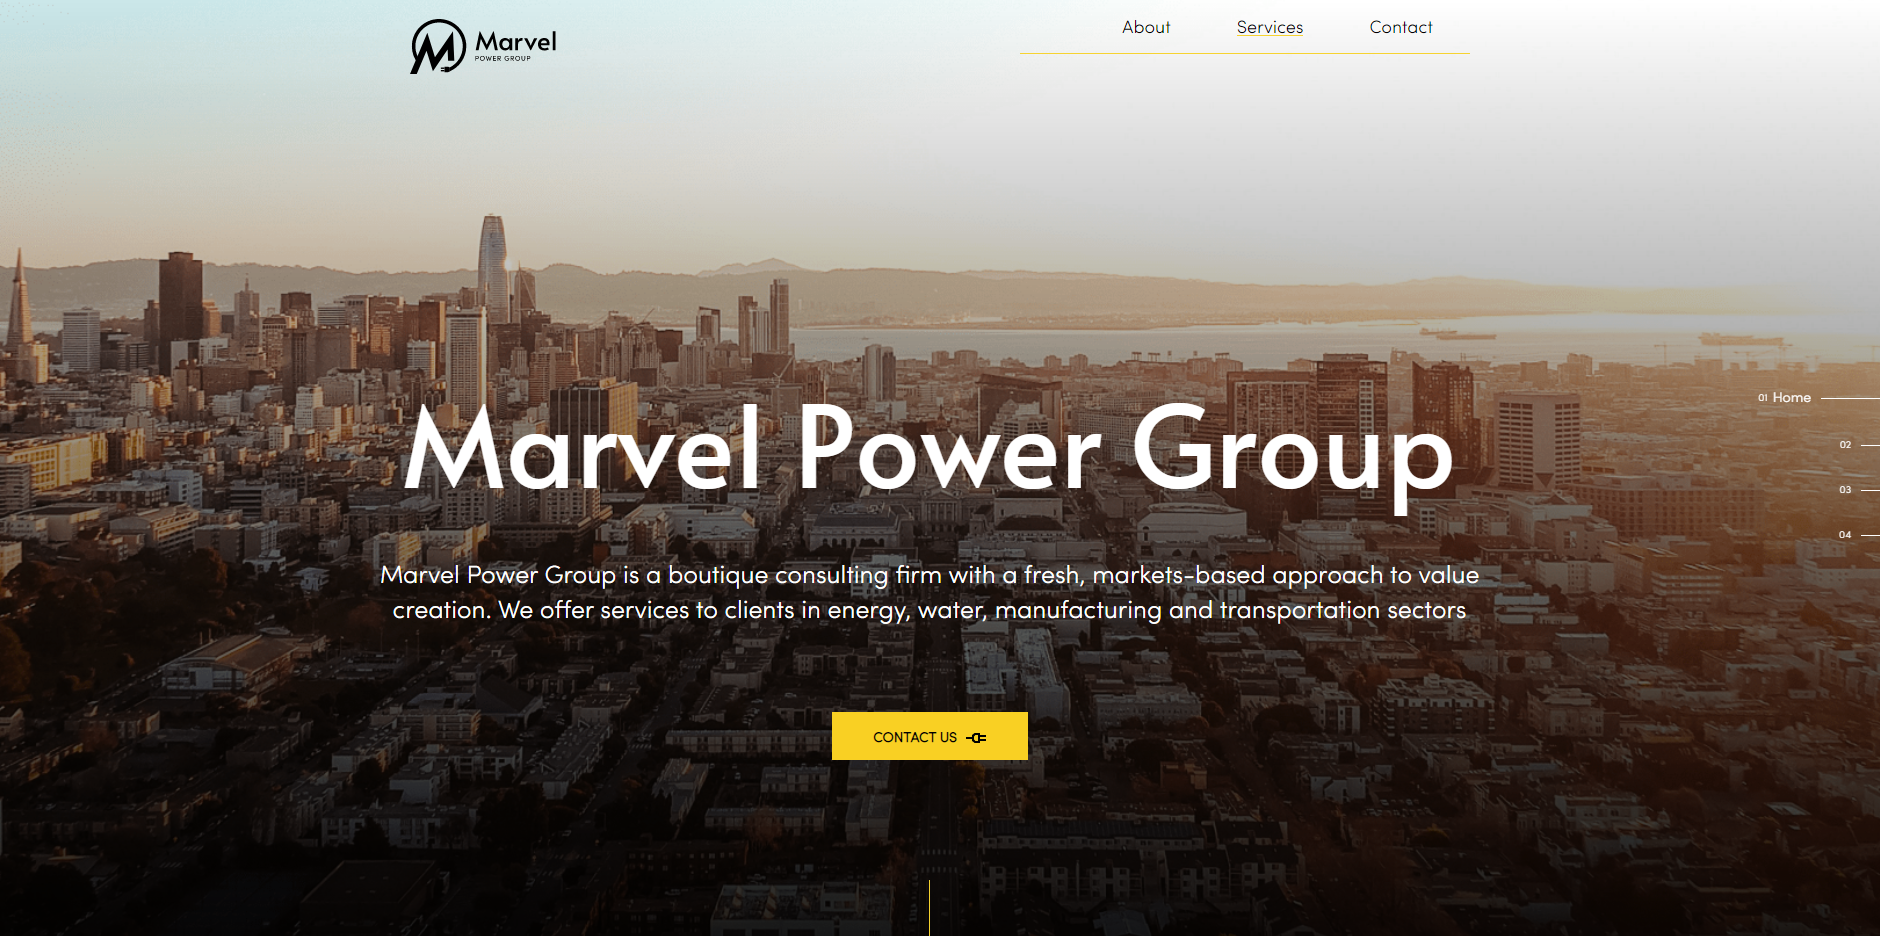 Marvel
POWER GROUP
About
Services
Contact
01 Home
02
03
04
Marvel Power Group
Marvel Power Group is a boutique consulting firm with a fresh, markets-based approach to value
creation. We offer services to clients in energy, water, manufacturing and transportation sectors
CONTACT US